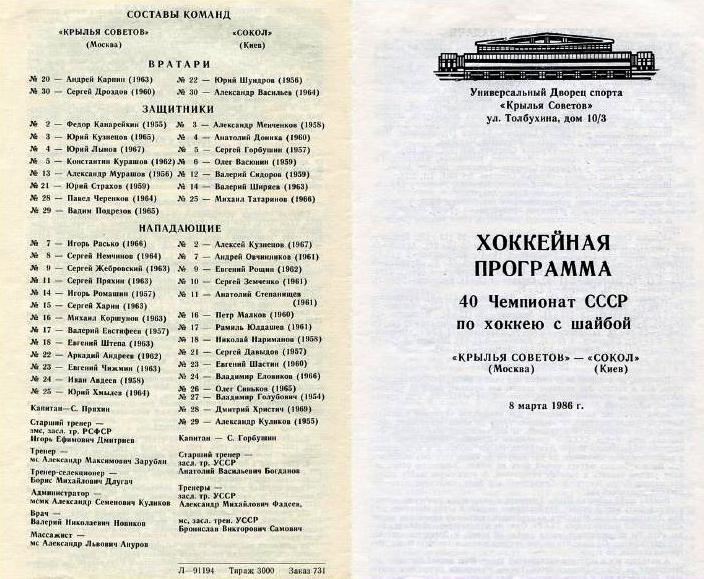 СОСТАВЫ КОМАНД
«КРЫЛЬЯ СОВЕТОВ»
(Москва)
«СОКОЛ»
(Киев)
ВРАТАРИ
№ 20 — Андрей Карпин (1963)
№ 30 — Сергей Дроздов (1960)
№ 22 — Юрий Шундров (1956)
№ 30 — Александр Васильев (1964)
ЗАЩИТНИКИ
№ 2 — Федор Канарейкин (1955)
№ 3 — Юрий Кузнецов (1965)
№ 4 — Юрий Лынов (1967)
№ 5 — Константин Курашов (1962)
№ 13 — Александр Мурашов (1956)
№ 21 — Юрий Страхов (1959)
№ 28 — Павел Черенков (1964)
№ 29 — Вадим Подрезов (1965)
№ 3 — Александр Менченков (1958)
№ 4 — Анатолий Доника (1960)
№ 5 — Сергей Горбушин (1957)
№ 6 — Олег Васюнин (1959)
№ 12 — Валерий Сидоров (1959)
№ 14 — Валерий Ширяев (1963)
№ 25 — Михаил Татаринов (1966)
НАПАДАЮЩИЕ
№ 7 — Игорь Расько (1966)
№ 8 — Сергей Немчинов (1964)
№ 9 — Сергей Жебровский (1963)
№ 11 — Сергей Пряхин (1963)
№ 14 — Игорь Ромашин (1957)
№ 15 — Сергей Харин (1963)
№ 16 — Михаил Коршунов (1963)
№ 17 — Валерий Евстифеев (1957)
№ 18 — Евгений Штепа (1963)
№ 22 — Аркадий Андреев (1962)
№ 23 — Евгений Чижмин (1963)
№ 24 — Иван Авдеев (1958)
№ 25 — Юрий Хмылев (1964)
Капитан—С. Пряхин
Старший тренер —
змс, засл. тр. РСФСР
Игорь Ефимович Дмитриев
Тренер —
мс Александр Максимович Зарубин
Тренер-селекционер —
Борис Михайлович Длугач
Администратор —
мсмк Александр Семенович Куликов
Врач —
Валерий Николаевич Новиков
Массажист —
мс Александр Львович Ануров
№ 2 — Алексей Кузнецов (1967)
№ 7 — Андрей Овчинников (1961)
№ 9 — Евгений Рощин (1962)
№ 10 — Сергей Земченко (1961)
№ 11 — Анатолий Степанищев
(1961)
№ 16 — Петр Малков (1960)
№ 17 — Рамиль Юлдашев (1961)
№ 18 — Николай Нариманов (1958)
№ 21 — Сергей Давыдов (1957)
№ 23 — Евгений Шастин (1960)
№ 24 — Владимир Еловиков (1966)
№ 26 — Олег Синьков (1965)
№ 27 — Владимир Голубович (1954)
№ 28 — Дмитрий Христич (1969)
№ 29 — Александр Куликов (1955)
Капитан — С. Горбушин
Старший тренер —
засл. тр. УССР
Анатолий Васильевич Богданов
Тренеры —
засл. тр. УССР
Александр Михайлович Фадеев,
мс, засл. трен. УССР
Бронислав Викторович Самович
Л—91194 Тираж 3000 Заказ 731
Универсальный Дворец спорта
«Крылья Советов»
ул. Толбухина, дом 10/3
ХОККЕЙНАЯ
ПРОГРАММА
40 Чемпионат СССР
по хоккею с шайбой
«КРЫЛЬЯ СОВЕТОВ» — «СОКОЛ»
(Москва) (Киев)
8 марта 1986 г.